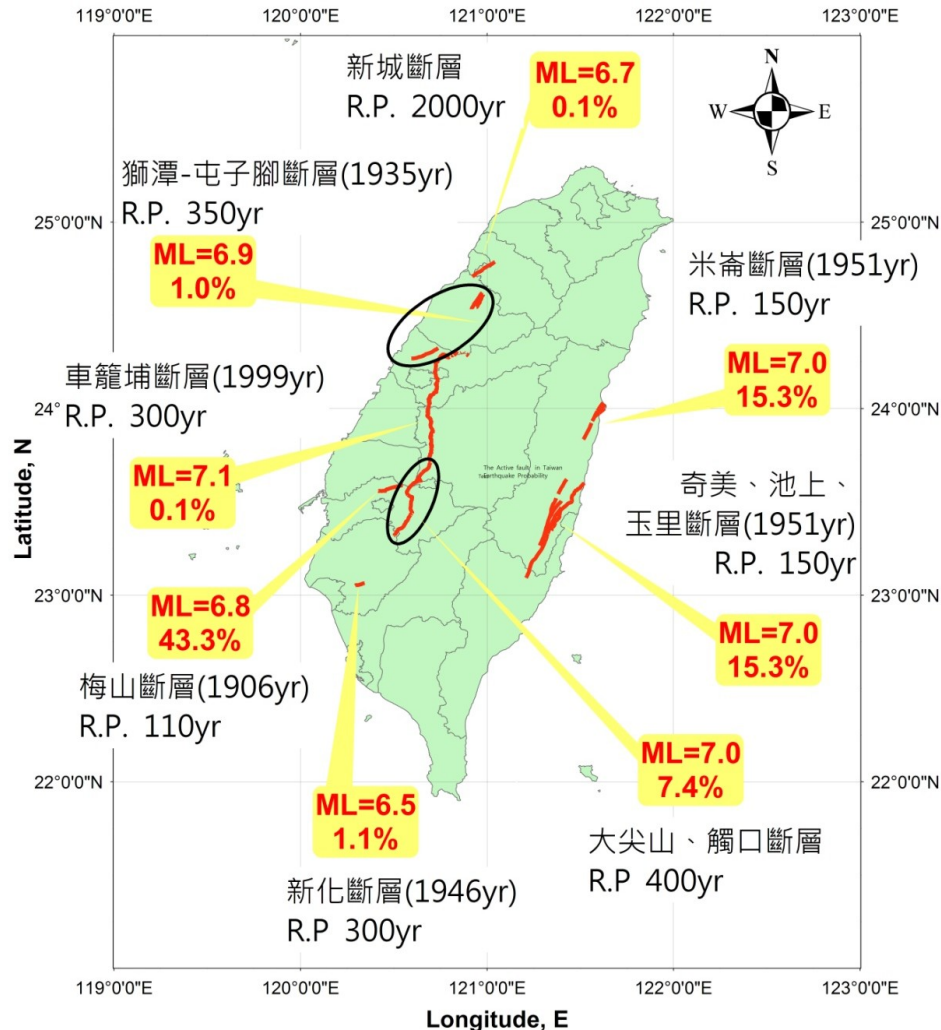 119°0'0"E 120°0'0"E 121°0'0"E 122°0'0"E 123°0'0"E
新城斷層
R.P. 2000yr
ML=6.7
0.1%
N
W E
S
獅潭-屯子腳斷層(1935yr)
R.P. 350yr
ML=6.9
1.0%
25°0'0"N 25°0'0"N
米崙斷層(1951yr)
R.P. 150yr
ML=7.0
15.3%
車籠埔斷層(1999yr)
R.P. 300yr
24° 24°0'0"N
ML=7.1
0.1%
The Active fault in Taiwan
Earthquake Probability
奇美、池上、
玉里斷層(1951yr)
R.P. 150yr
Latitude, N
23°0'0"N 23°0'0"N
ML=6.8
43.3%
ML=7.0
15.3%
梅山斷層(1906yr)
R.P. 110yr
ML=7.0
7.4%
22°0'0"N 22°0'0"N
ML=6.5
1.1%
大尖山、觸口斷層
R.P 400yr
新化斷層(1946yr)
R.P 300yr
119°0'0"E 120°0'0"E 121°0'0"E 122°0'0"E 123°0'0"E
Longitude, E